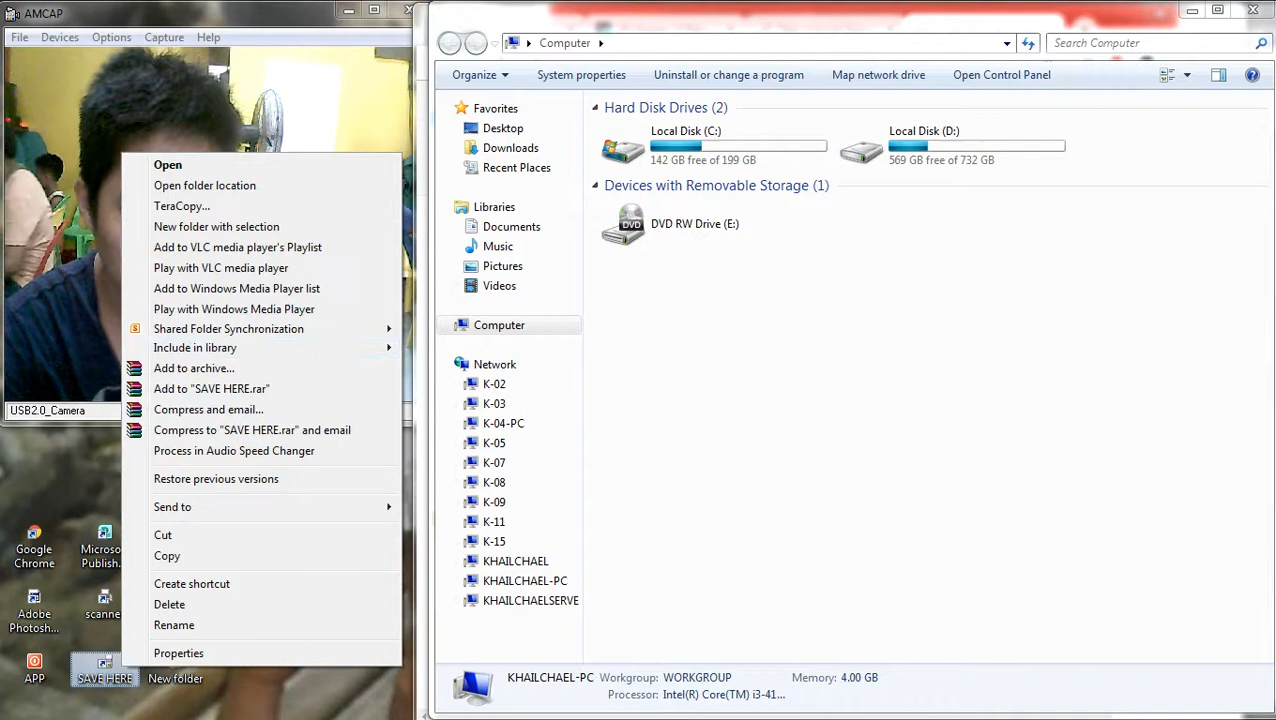 AMCAP
File Devices Options Capture Help
Open
Open folder location
TeraCopy...
New folder with selection
Add to VLC media player's Playlist
Play with VLC media player
Add to Windows Media Player list
Play with Windows Media Player
S Shared Folder Synchronization
Include in library
Add to archive...
Add to "SAVE HERE.rar"
Compress and email...
Compress to "SAVE HERE.rar" and email
Process in Audio Speed Changer
Restore previous versions
Send to
Cut
Copy
Create shortcut
Delete
Rename
Properties
USB2.0_Camera
Google
Chrome
Microso
Publish...
Adobe
Photosh...
scanne
APP
SAVE HERE
New folder
Computer
Search Computer
Organize System properties Uninstall or change a program Map network drive Open Control Panel
Favorites
Desktop
Downloads
Recent Places
Libraries
Documents
Music
Pictures
Videos
Computer
Network
K-02
K-03
K-04-PC
K-05
K-07
K-08
K-09
K-11
K-15
KHAILCHAEL
KHAILCHAEL-PC
KHAILCHAELSERVE
Hard Disk Drives (2)
Local Disk (C:)
142 GB free of 199 GB
Local Disk (D:)
569 GB free of 732 GB
Devices with Removable Storage (1)
DVD
DVD RW Drive (E:)
KHAILCHAEL-PC Workgroup: WORKGROUP Memory: 4.00 GB
Processor: Intel(R) Core(TM) i3-41...